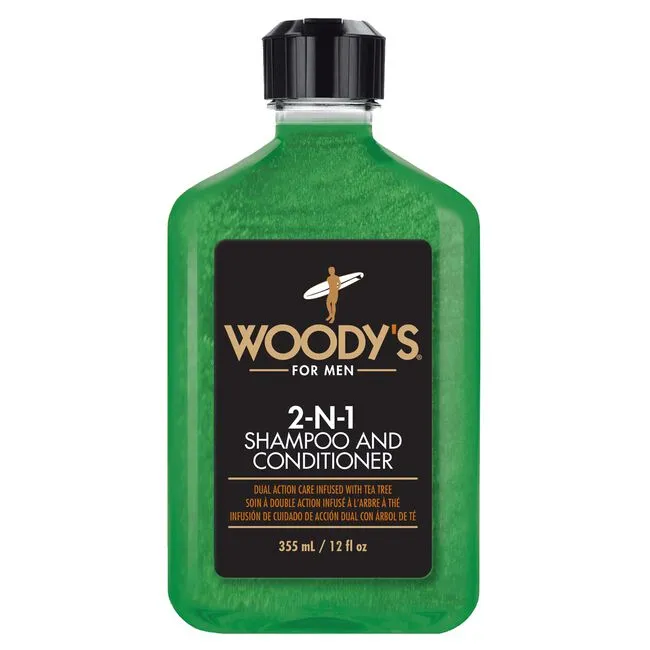 WOODY'S®
FOR MEN
2-N-1
SHAMPOO AND
CONDITIONER
DUAL ACTION CARE INFUSED WITH TEA TREE
SOIN À DOUBLE ACTION INFUSÉ À L'ARBRE À THÉ
INFUSIÓN DE CUIDADO DE ACCIÓN DUAL CON ÁRBOL DE TÉ
355 mL / 12 fl oz